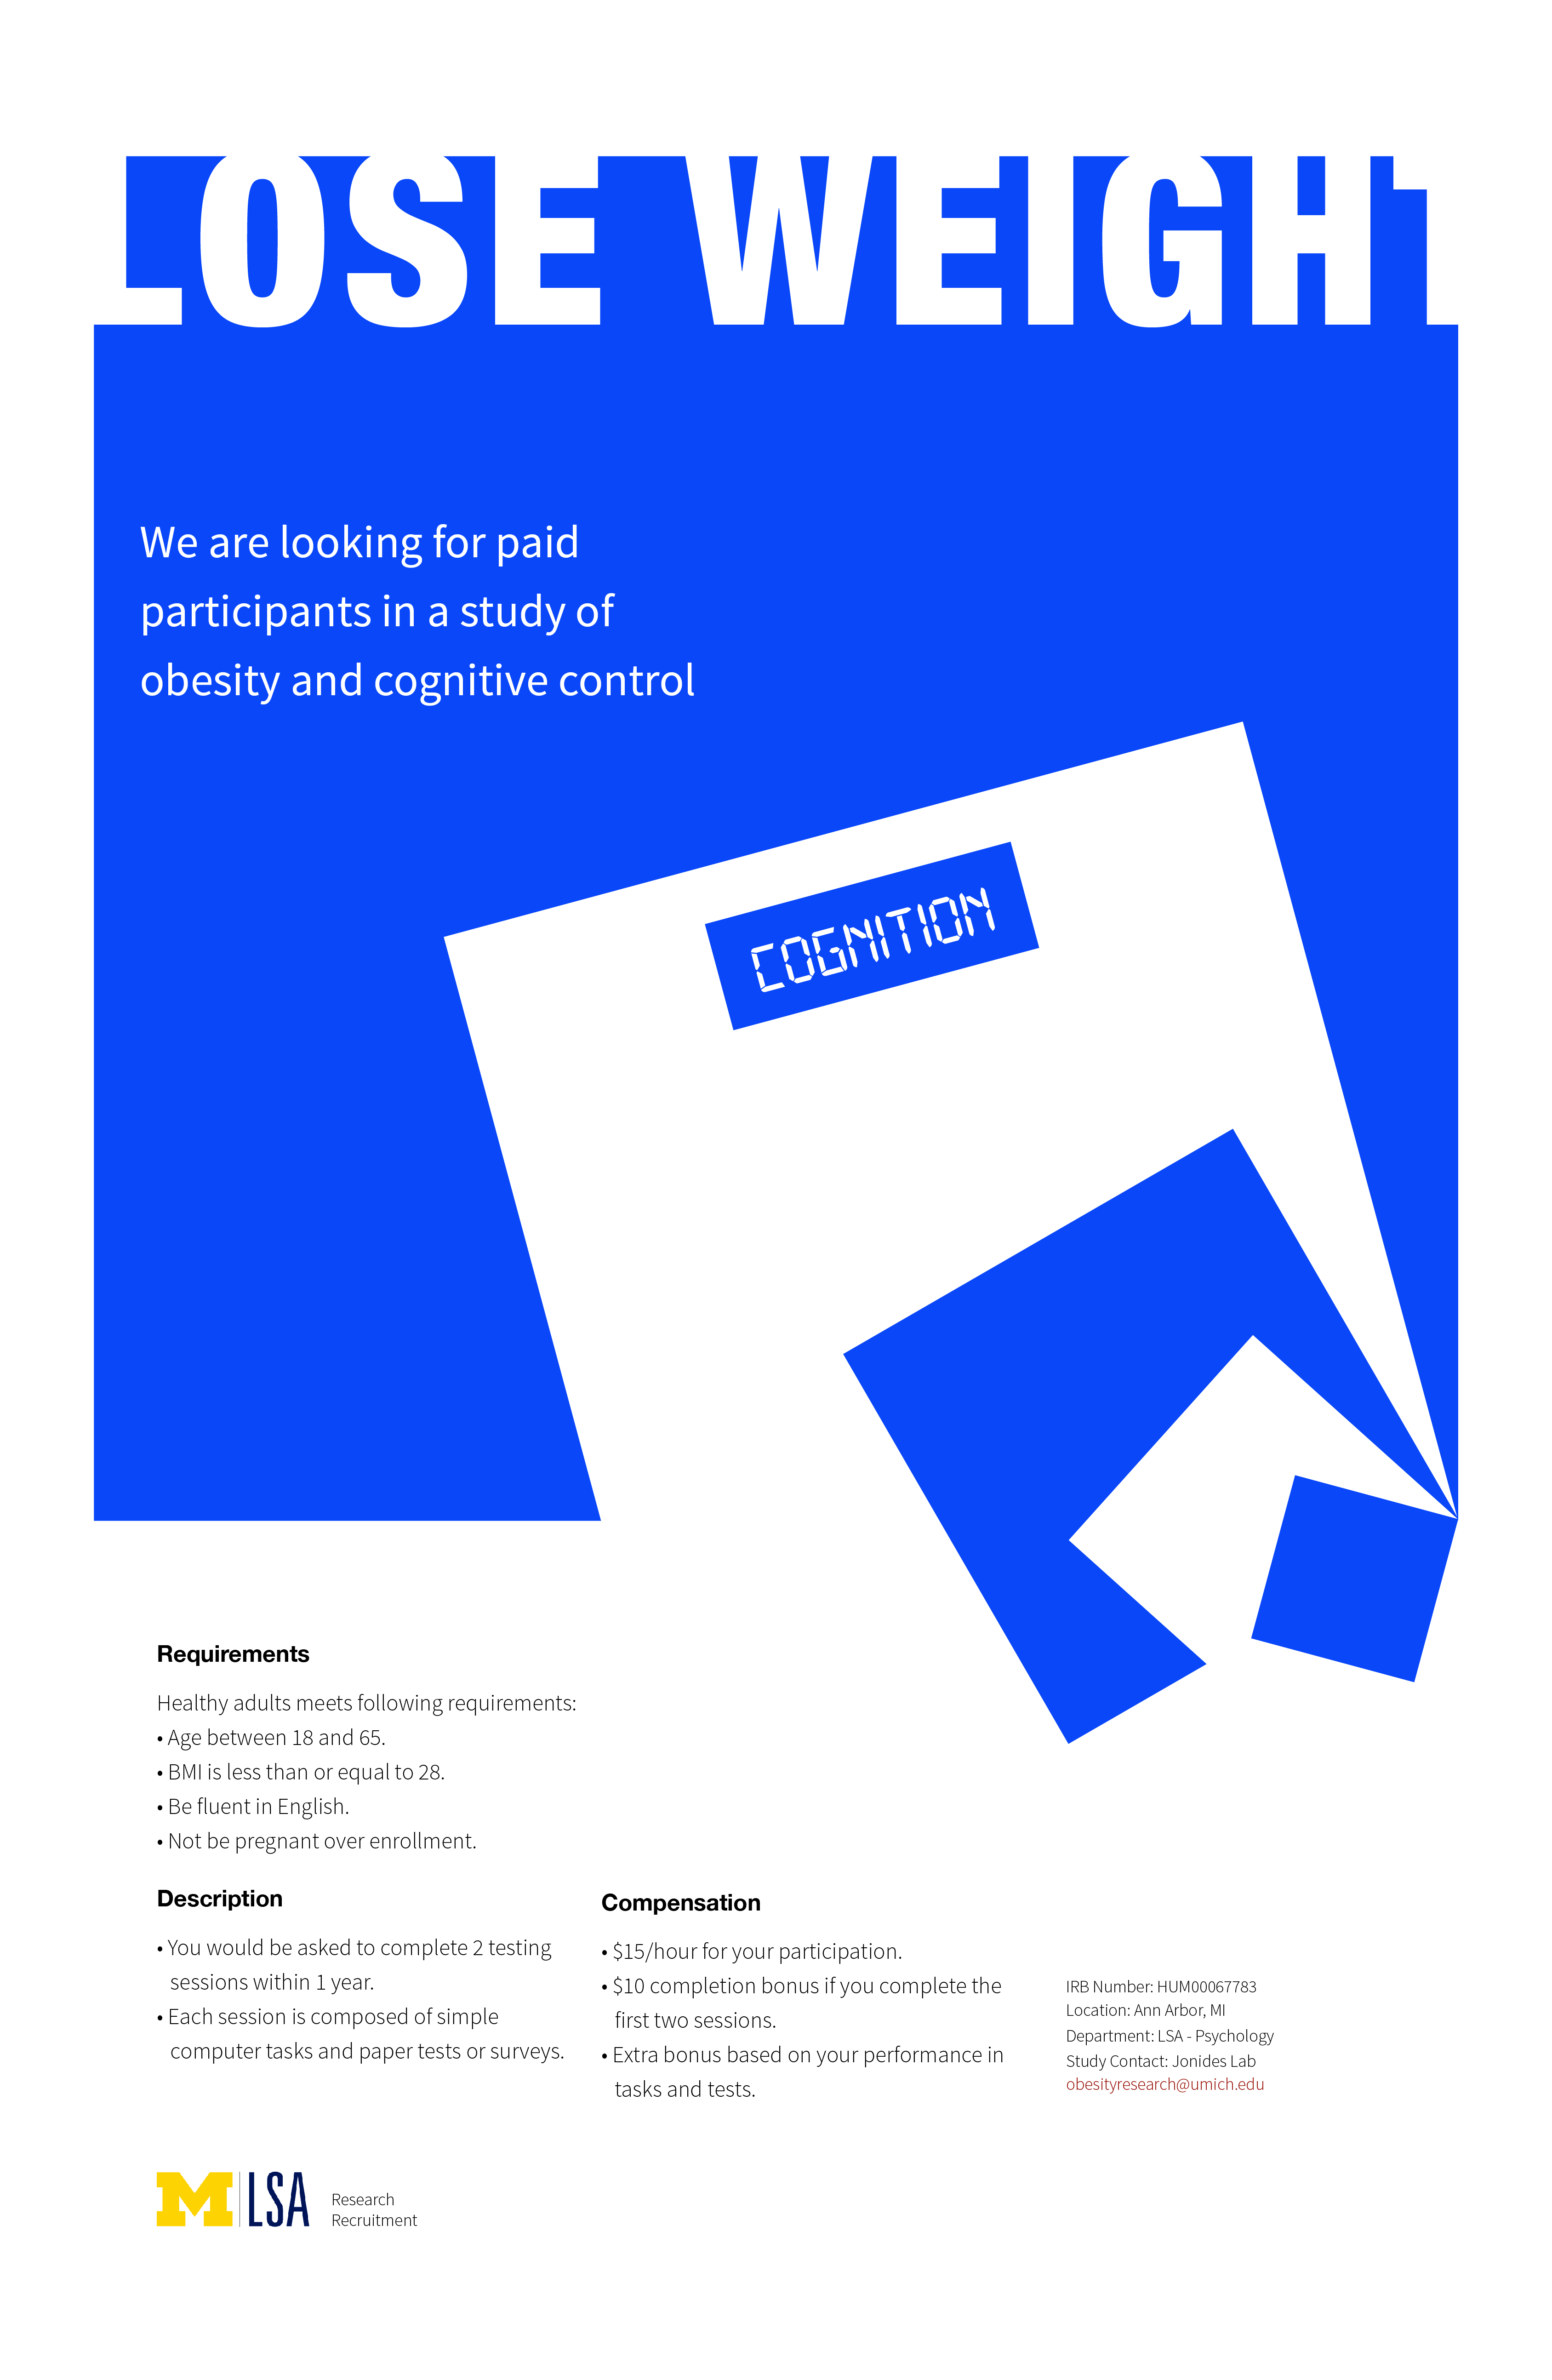 LOSE WEIGHT
We are looking for paid
participants in a study of
obesity and cognitive control
COGNITION
Requirements
Healthy adults meets following requirements:
• Age between 18 and 65.
• BMI is less than or equal to 28.
• Be fluent in English.
• Not be pregnant over enrollment.
Description
• You would be asked to complete 2 testing
sessions within 1 year.
• Each session is composed of simple
computer tasks and paper tests or surveys.
Compensation
• $15/hour for your participation.
• $10 completion bonus if you complete the
first two sessions.
• Extra bonus based on your performance in
tasks and tests.
IRB Number: HUM00067783
Location: Ann Arbor, MI
Department: LSA - Psychology
Study Contact: Jonides Lab
obesityresearch@umich.edu
M LSA
Research
Recruitment